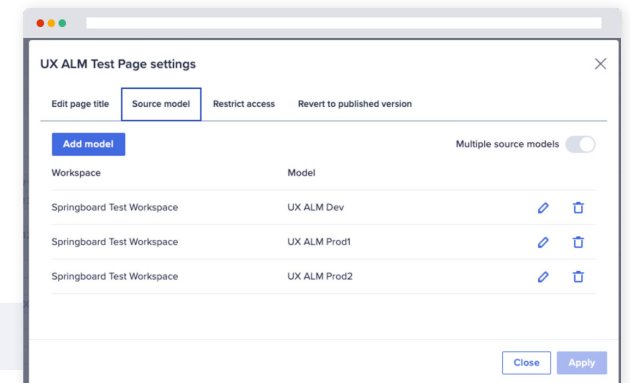 UX ALM Test Page settings
Edit page title Source model Restrict access Revert to published version
Add model Multiple source models
Workspace Model
Springboard Test Workspace UX ALM Dev
Springboard Test Workspace UX ALM Prod1
Springboard Test Workspace UX ALM Prod2
Close Apply